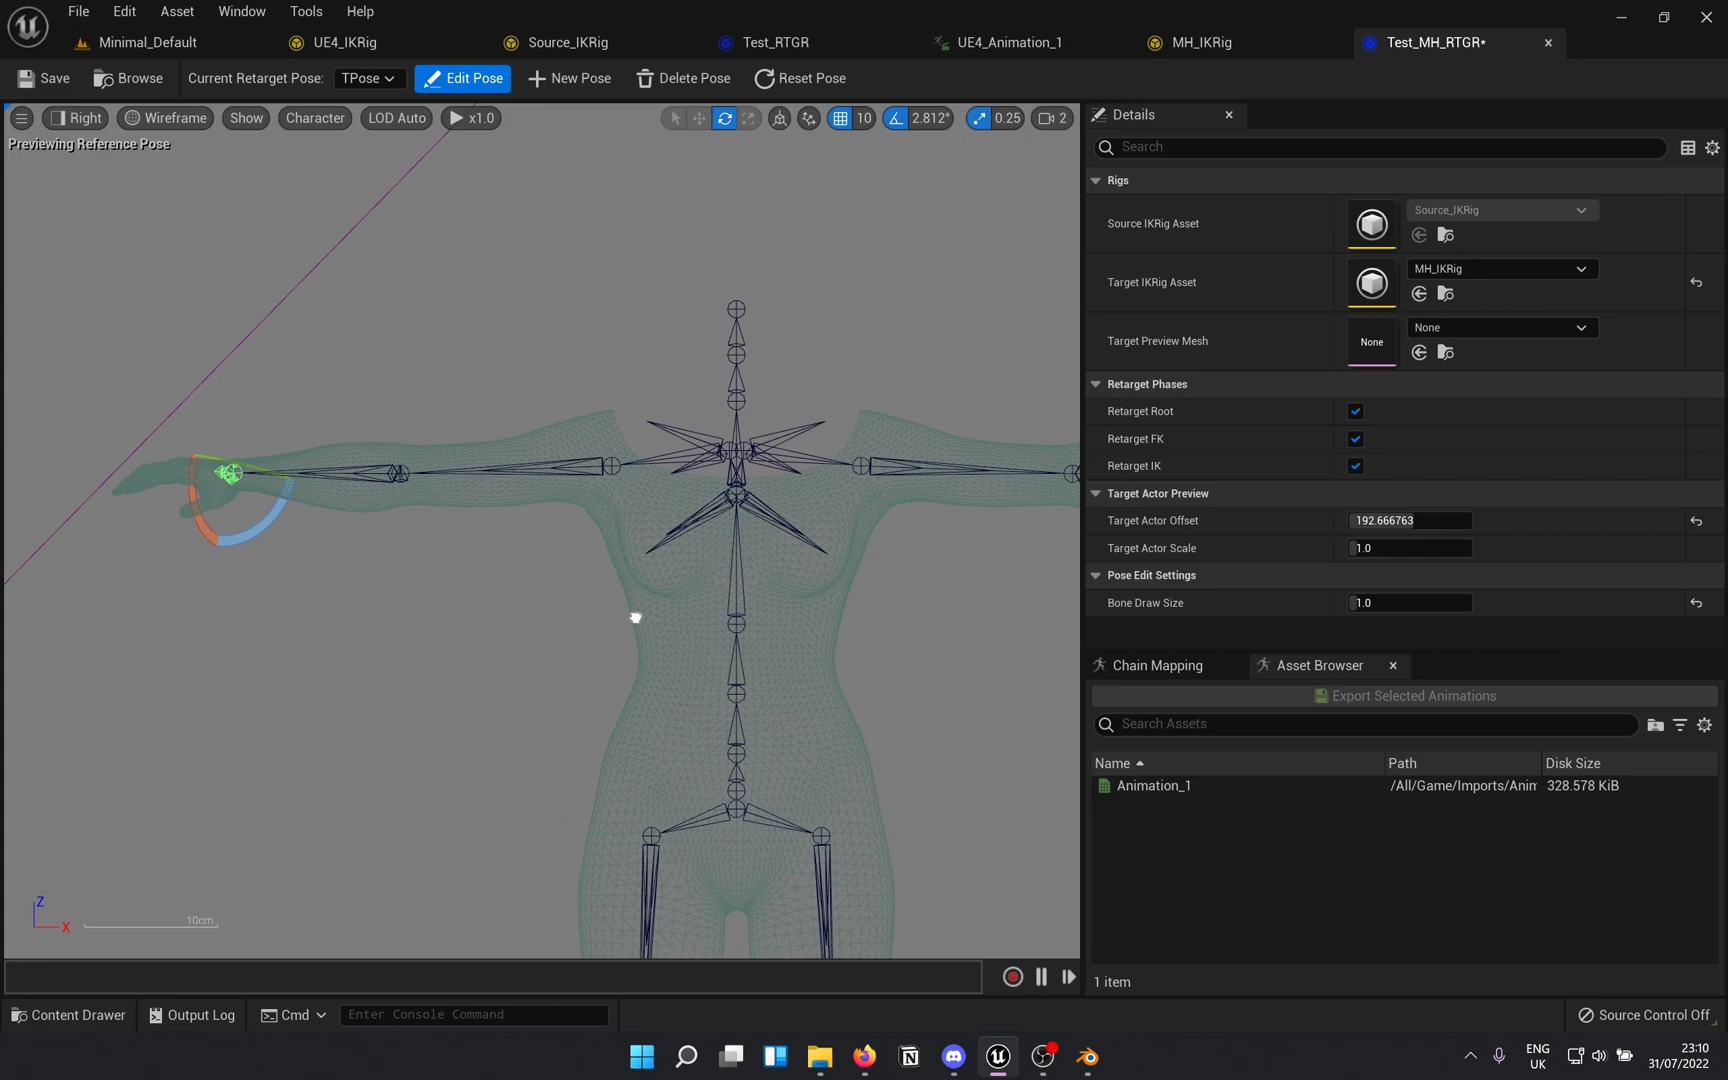 File Edit Asset Window Tools Help
Minimal_Default UE4_IKRig Source_IKRig Test_RTGR UE4_Animation_1 MH_IKRig Test_MH_RTGR*
Save Browse Current Retarget Pose: TPose Edit Pose New Pose Delete Pose Reset Pose
Right Wireframe Show Character LOD Auto x1.0 10 2.812° 0.25 2
Previewing Reference Pose
Details
Search
Rigs
Source IKRig Asset Source_IKRig
Target IKRig Asset MH_IKRig
Target Preview Mesh None None
Retarget Phases
Retarget Root
Retarget FK
Retarget IK
Target Actor Preview
Target Actor Offset 192.666763
Target Actor Scale 1.0
Pose Edit Settings
Bone Draw Size 1.0
Chain Mapping Asset Browser
Export Selected Animations
Search Assets
Name Path Disk Size
Animation_1 /All/Game/Imports/Anim 328.578 KiB
1 item
Z
X
10cm
Content Drawer Output Log Cmd Enter Console Command Source Control Off
ENG
UK
23:10
31/07/2022